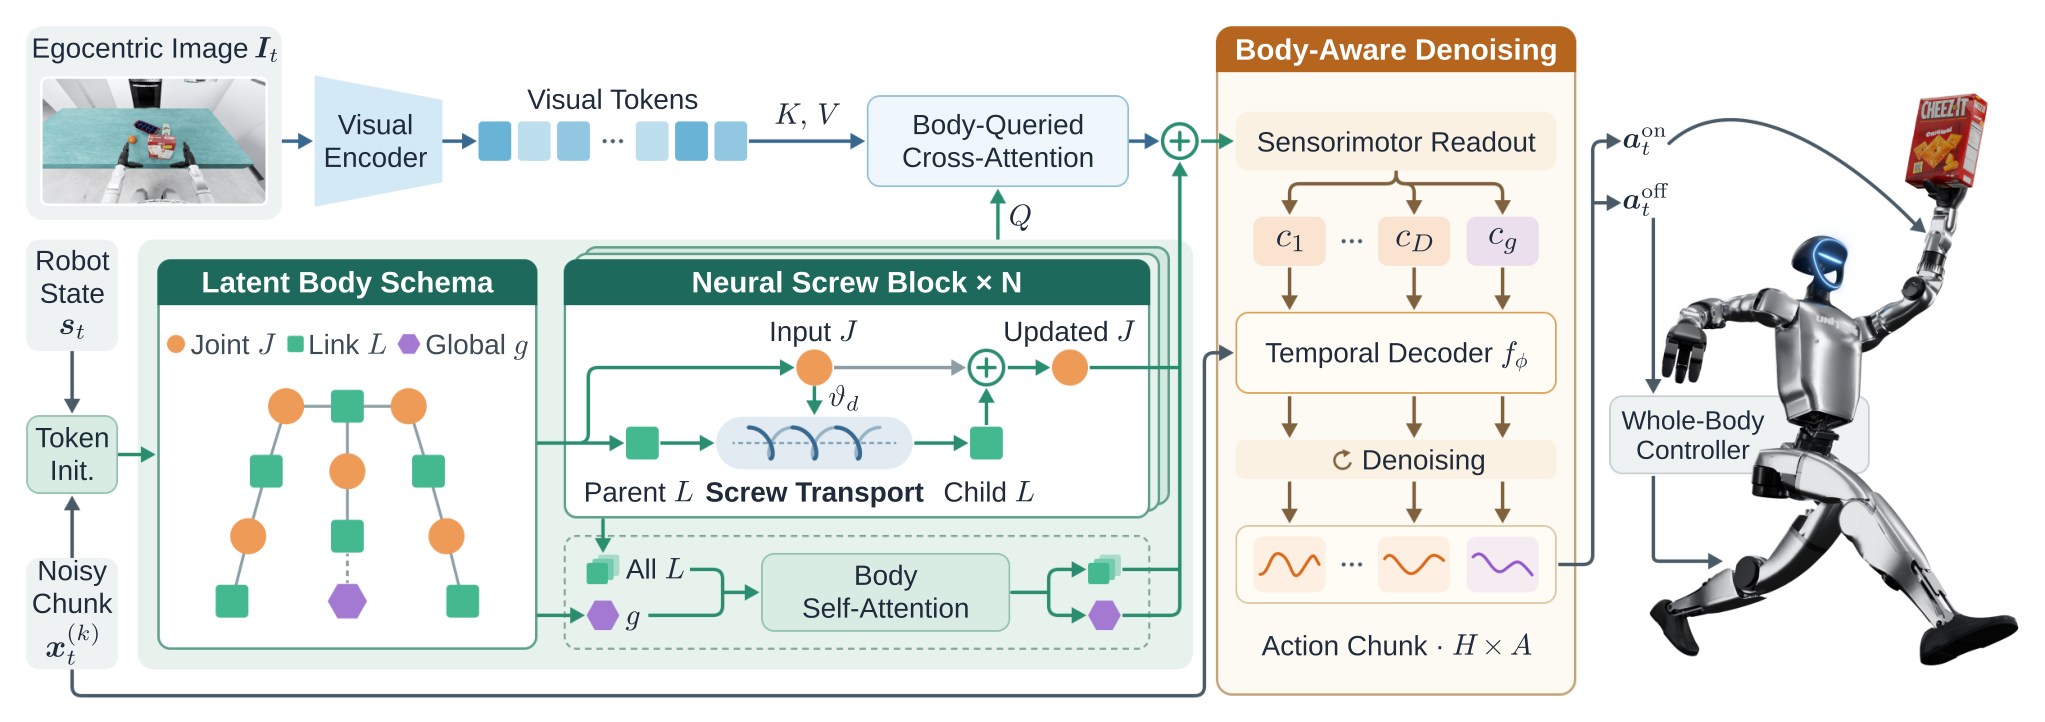 Egocentric Image I_t
Visual
Encoder
Visual Tokens
...
K, V
Body-Queried
Cross-Attention
Q
Robot
State
s_t
Token
Init.
Noisy
Chunk
x_t^(k)
Latent Body Schema
Joint J Link L Global g
Neural Screw Block × N
Input J
Updated J
ϑ_d
Parent L Screw Transport Child L
All L
g
Body
Self-Attention
Body-Aware Denoising
Sensorimotor Readout
c_1 ... c_D c_g
Temporal Decoder f_ϕ
Denoising
...
Action Chunk · H × A
a_t^on
a_t^off
Whole-Body
Controller
CHEEZ-IT
Original